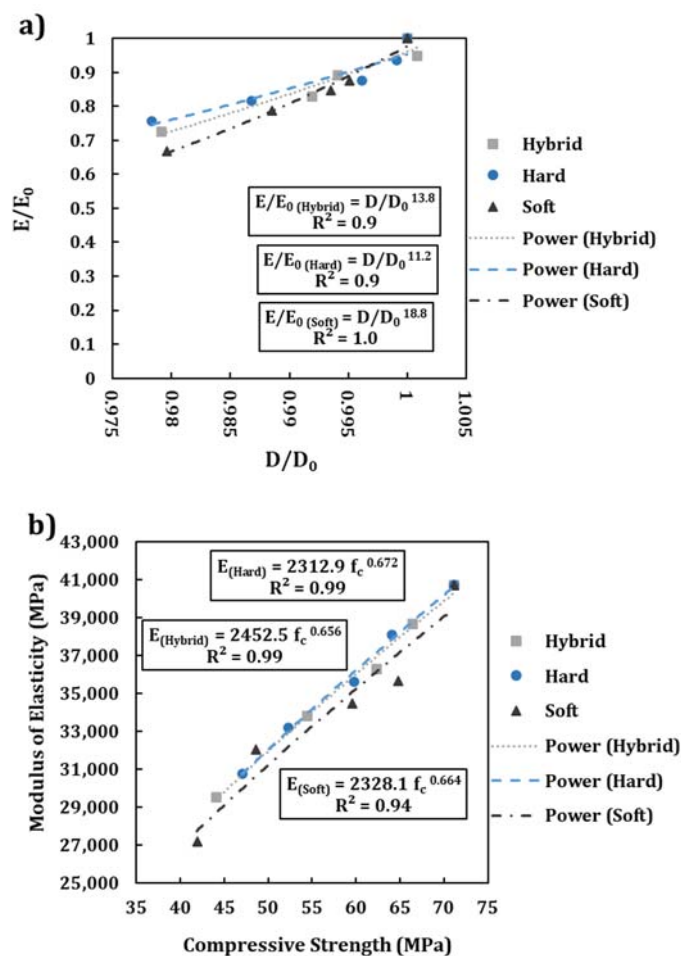 a)
1
0.9
0.8
0.7
0.6
0.5
0.4
0.3
0.2
0.1
0
E/E₀
E/E₀ (Hybrid) = D/D₀ ¹³·⁸
R² = 0.9
E/E₀ (Hard) = D/D₀ ¹¹·²
R² = 0.9
E/E₀ (Soft) = D/D₀ ¹⁸·⁸
R² = 1.0
0.975
0.98
0.985
0.99
0.995
1
1.005
D/D₀
Hybrid
Hard
Soft
Power (Hybrid)
Power (Hard)
Power (Soft)
b)
43,000
41,000
39,000
37,000
35,000
33,000
31,000
29,000
27,000
25,000
Modulus of Elasticity (MPa)
E(Hard) = 2312.9 fc ⁰·⁶⁷²
R² = 0.99
E(Hybrid) = 2452.5 fc ⁰·⁶⁵⁶
R² = 0.99
E(Soft) = 2328.1 fc ⁰·⁶⁶⁴
R² = 0.94
35 40 45 50 55 60 65 70 75
Compressive Strength (MPa)
Hybrid
Hard
Soft
Power (Hybrid)
Power (Hard)
Power (Soft)